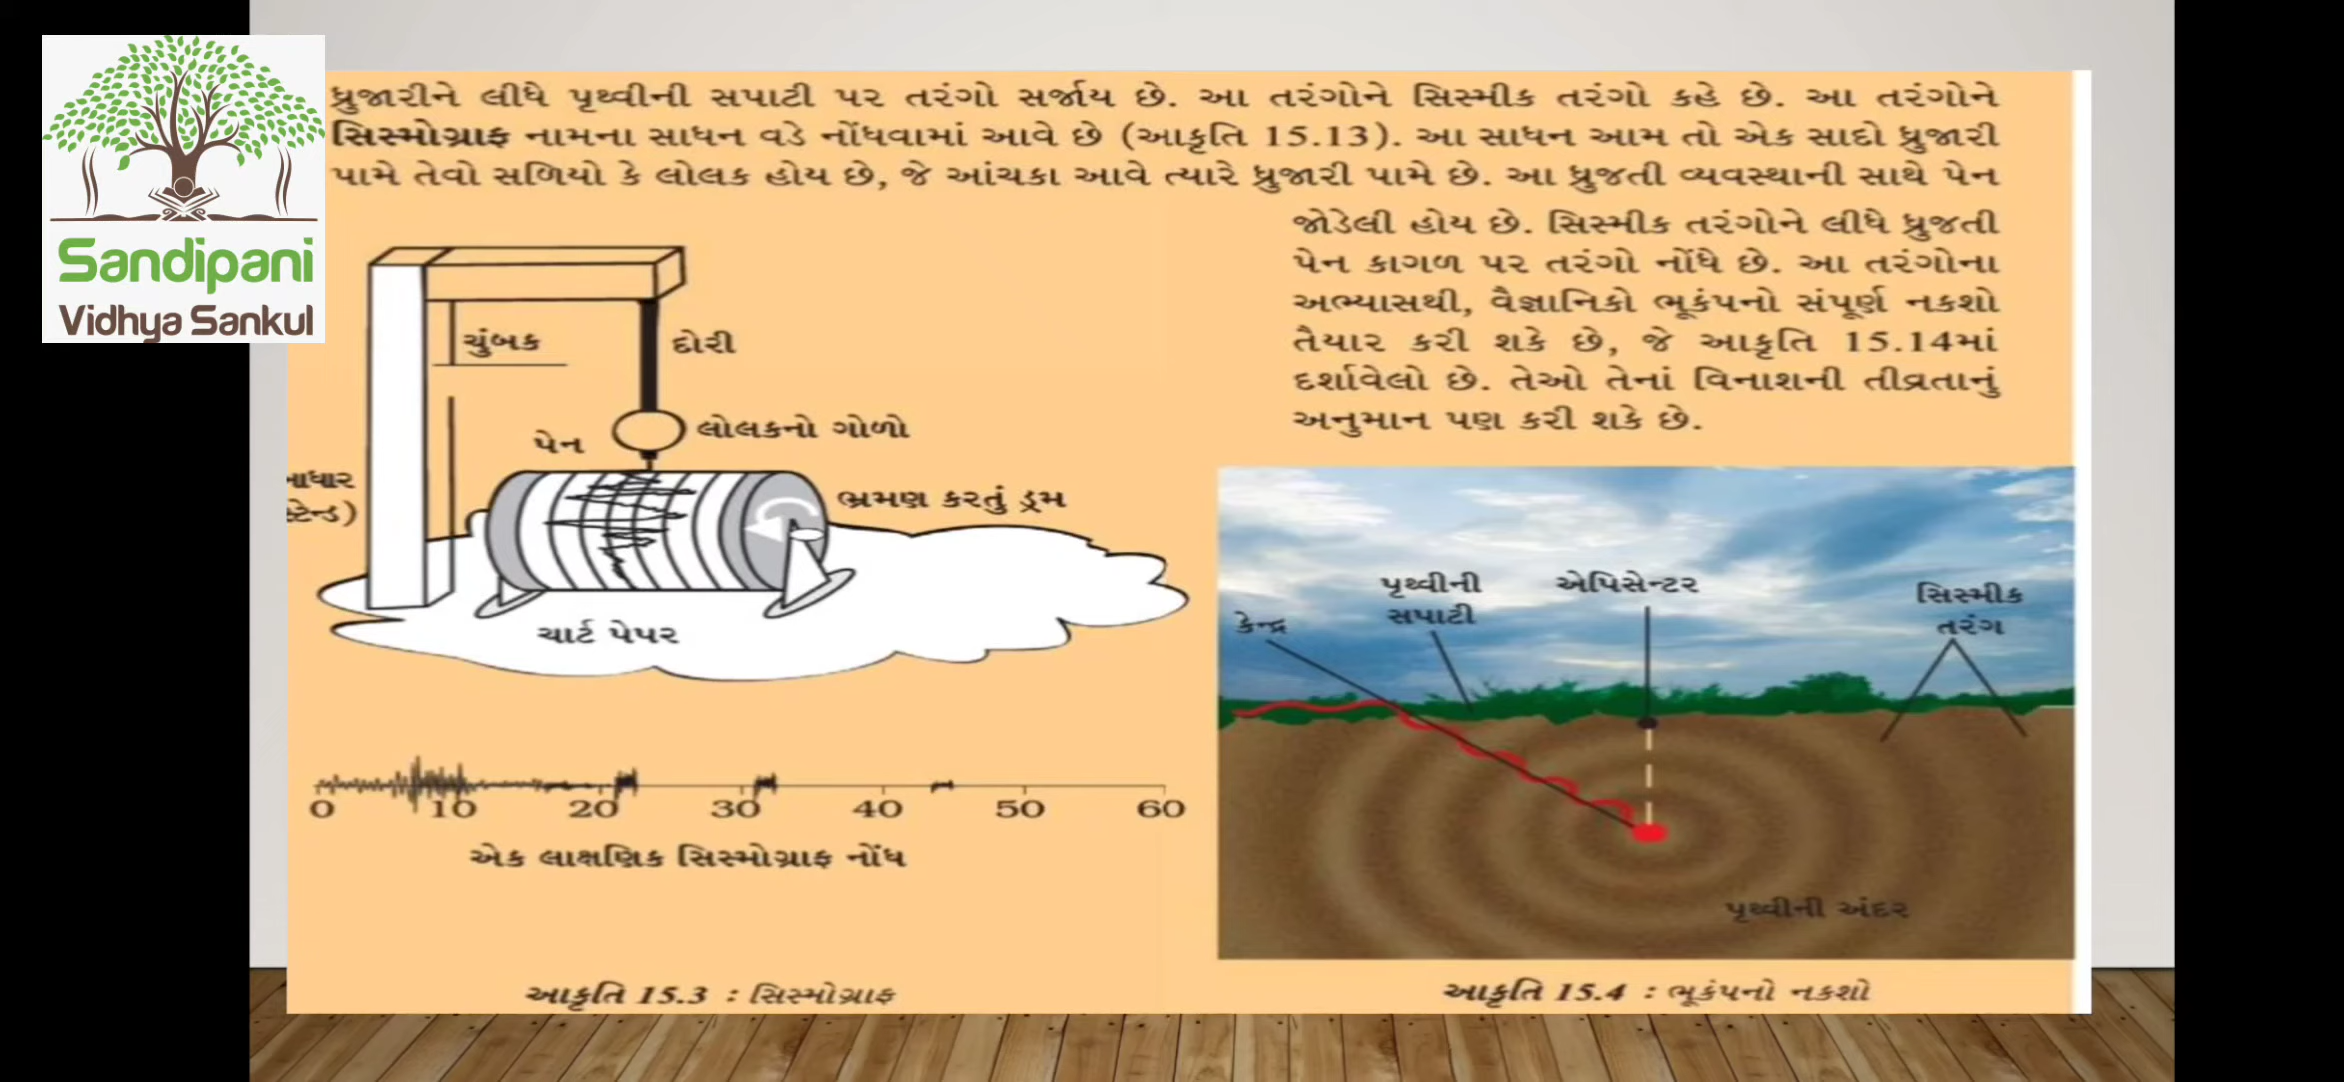 Sandipani
Vidhya Sankul
ધ્રુજારીને લીધે પૃથ્વીની સપાટી પર તરંગો સર્જાય છે. આ તરંગોને સિસ્મીક તરંગો કહે છે. આ તરંગોને
સિસ્મોગ્રાફ નામના સાધન વડે નોંધવામાં આવે છે (આકૃતિ 15.13). આ સાધન આમ તો એક સાદો ધ્રુજારી
પામે તેવો સળિયો કે લોલક હોય છે, જે આંચકા આવે ત્યારે ધ્રુજારી પામે છે. આ ધ્રુજતી વ્યવસ્થાની સાથે પેન
જોડેલી હોય છે. સિસ્મીક તરંગોને લીધે ધ્રુજતી
પેન કાગળ પર તરંગો નોંધે છે. આ તરંગોના
અભ્યાસથી, વૈજ્ઞાનિકો ભૂકંપનો સંપૂર્ણ નકશો
તૈયાર કરી શકે છે, જે આકૃતિ 15.14માં
દર્શાવેલો છે. તેઓ તેનાં વિનાશની તીવ્રતાનું
અનુમાન પણ કરી શકે છે.
ચુંબક
દોરી
લોલકનો ગોળો
પેન
ભ્રમણ કરતું ડ્રમ
ચાર્ટ પેપર
0 10 20 30 40 50 60
એક લાક્ષણિક સિસ્મોગ્રાફ નોંધ
આકૃતિ 15.3 : સિસ્મોગ્રાફ
કેન્દ્ર
પૃથ્વીની
સપાટી
એપિસેન્ટર
સિસ્મીક
તરંગ
પૃથ્વીની અંદર
આકૃતિ 15.4 : ભૂકંપનો નકશો